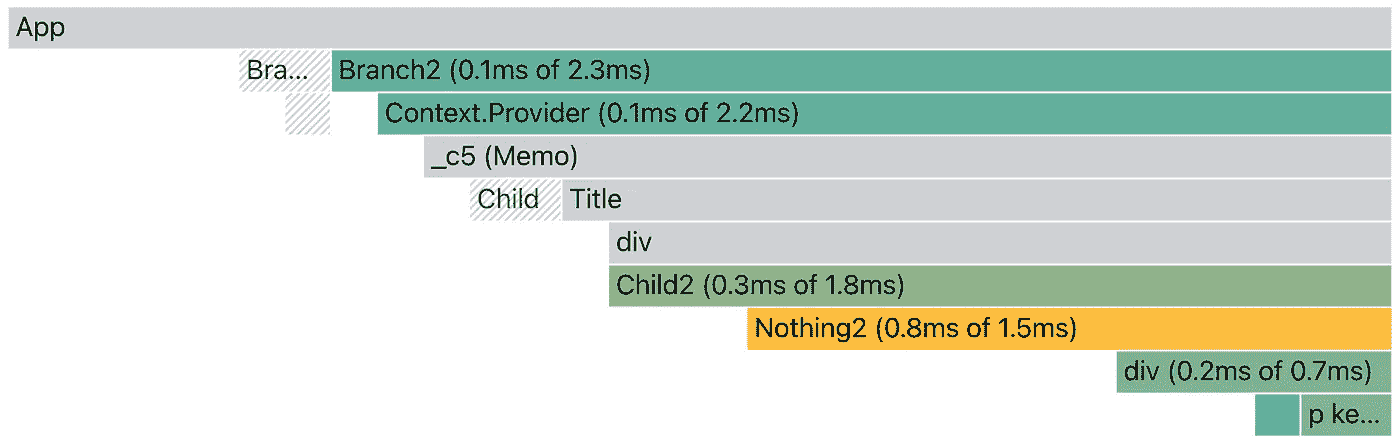 App
Bra...
Branch2 (0.1ms of 2.3ms)
Context.Provider (0.1ms of 2.2ms)
_c5 (Memo)
Child
Title
div
Child2 (0.3ms of 1.8ms)
Nothing2 (0.8ms of 1.5ms)
div (0.2ms of 0.7ms)
p ke...